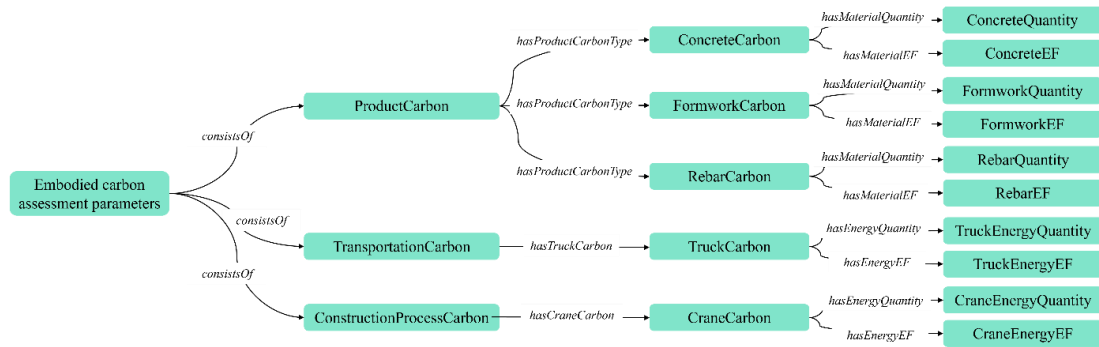 hasMaterialQuantity
ConcreteQuantity
hasProductCarbonType
ConcreteCarbon
hasMaterialEF
ConcreteEF
hasMaterialQuantity
FormworkQuantity
ProductCarbon
hasProductCarbonType
FormworkCarbon
hasMaterialEF
FormworkEF
consistsOf
hasMaterialQuantity
RebarQuantity
hasProductCarbonType
RebarCarbon
hasMaterialEF
RebarEF
Embodied carbon
assessment parameters
consistsOf
hasEnergyQuantity
TruckEnergyQuantity
TransportationCarbon
hasTruckCarbon
TruckCarbon
hasEnergyEF
TruckEnergyEF
consistsOf
hasEnergyQuantity
CraneEnergyQuantity
ConstructionProcessCarbon
hasCraneCarbon
CraneCarbon
hasEnergyEF
CraneEnergyEF